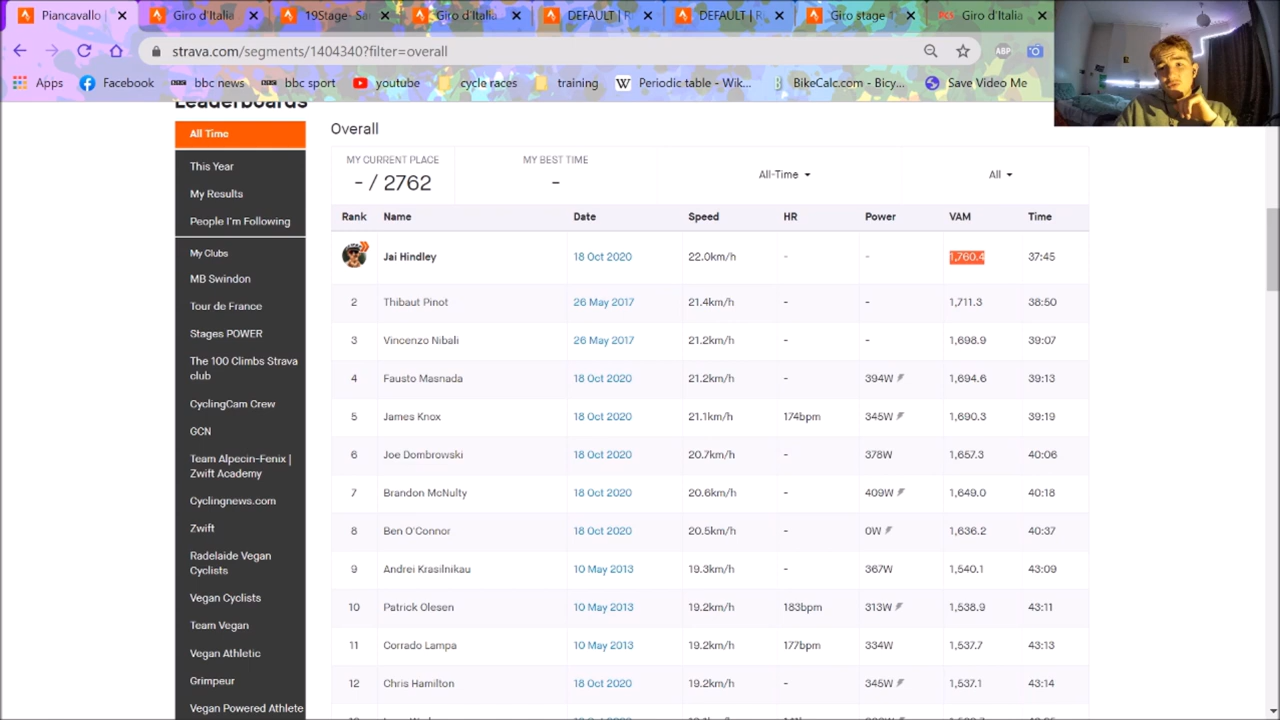 Piancavallo |
Giro d'Italia
19Stage- Sa
Giro d'Italia
DEFAULT | R
DEFAULT | R
Giro stage 1
Giro d'Italia
strava.com/segments/1404340?filter=overall
ABP
Apps
Facebook
bbc news
bbc sport
youtube
cycle races
training
Periodic table - Wik...
BikeCalc.com - Bicy...
Save Video Me
Leaderboards
All Time
This Year
My Results
People I'm Following
My Clubs
MB Swindon
Tour de France
Stages POWER
The 100 Climbs Strava
club
CyclingCam Crew
GCN
Team Alpecin-Fenix |
Zwift Academy
Cyclingnews.com
Zwift
Radelaide Vegan
Cyclists
Vegan Cyclists
Team Vegan
Vegan Athletic
Grimpeur
Vegan Powered Athlete
Overall
MY CURRENT PLACE
- / 2762
MY BEST TIME
-
All-Time
All
Rank Name Date Speed HR Power VAM Time
Jai Hindley 18 Oct 2020 22.0km/h - - 1,760.4 37:45
2 Thibaut Pinot 26 May 2017 21.4km/h - - 1,711.3 38:50
3 Vincenzo Nibali 26 May 2017 21.2km/h - - 1,698.9 39:07
4 Fausto Masnada 18 Oct 2020 21.2km/h - 394W 1,694.6 39:13
5 James Knox 18 Oct 2020 21.1km/h 174bpm 345W 1,690.3 39:19
6 Joe Dombrowski 18 Oct 2020 20.7km/h - 378W 1,657.3 40:06
7 Brandon McNulty 18 Oct 2020 20.6km/h - 409W 1,649.0 40:18
8 Ben O'Connor 18 Oct 2020 20.5km/h - 0W 1,636.2 40:37
9 Andrei Krasilnikau 10 May 2013 19.3km/h - 367W 1,540.1 43:09
10 Patrick Olesen 10 May 2013 19.2km/h 183bpm 313W 1,538.9 43:11
11 Corrado Lampa 10 May 2013 19.2km/h 177bpm 334W 1,537.7 43:13
12 Chris Hamilton 18 Oct 2020 19.2km/h - 345W 1,537.1 43:14